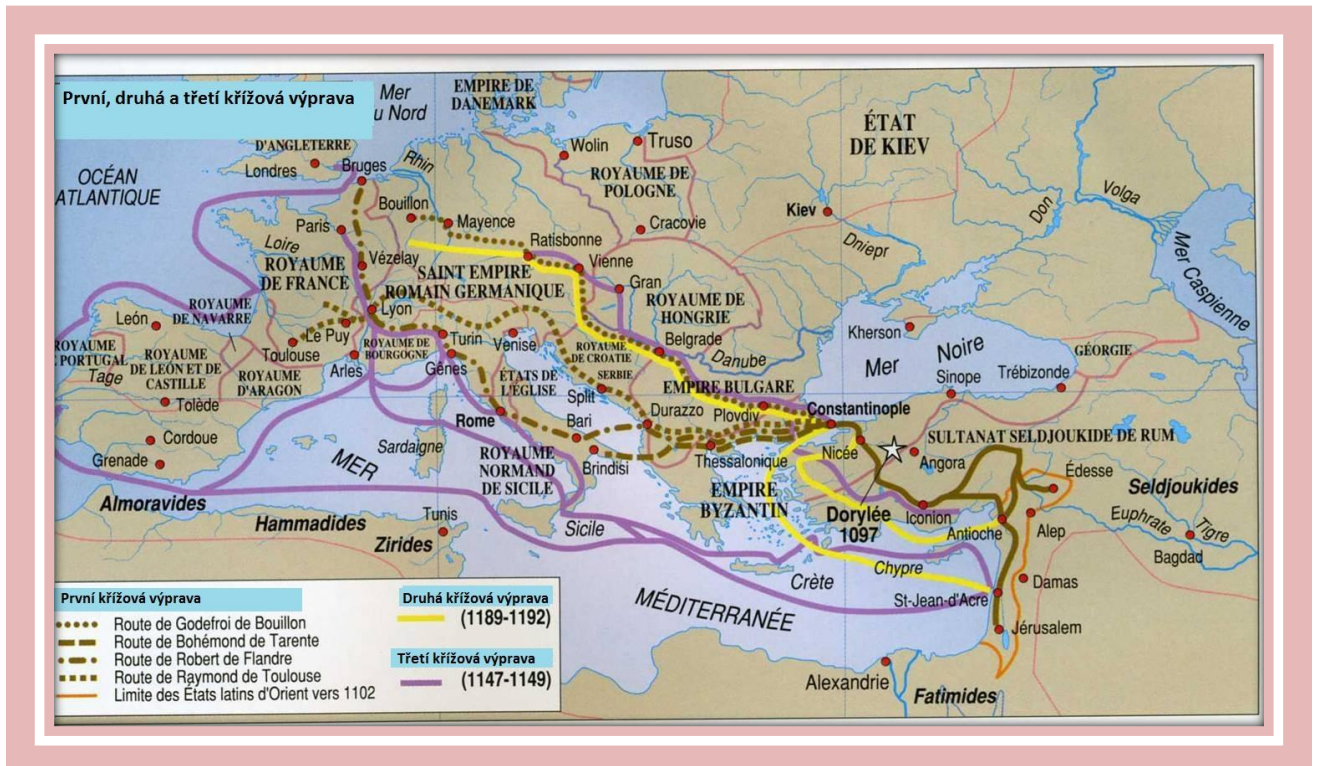 První, druhá a třetí křížová výprava
Mer
u Nord
EMPIRE DE
DANEMARK
ÉTAT
DE KIEV
OCÉAN
ATLANTIQUE
D'ANGLETERRE
Londres
Bruges
Rhin
Wolin
Truso
ROYAUME DE
POLOGNE
Volga
Don
Bouillon
Mayence
Paris
Loire
Cracovie
Kiev
Dniepr
Mer Caspienne
Ratisbonne
Vézelay
Vienne
ROYAUME
DE FRANCE
SAINT EMPIRE
ROMAIN GERMANIQUE
Gran
ROYAUME DE
HONGRIE
ROYAUME
DE NAVARRE
León
Lyon
Le Puy
Toulouse
Turin
Venise
ROYAUME DE
BOURGOGNE
ROYAUME
DE CROATIE
SERBIE
Belgrade
Danube
Kherson
Mer
Noire
GÉORGIE
ROYAUME
PORTUGAL
Tage
ROYAUME
DE LEÓN ET DE
CASTILLE
ROYAUME
D'ARAGON
Arles
Gênes
ÉTATS DE
L'ÉGLISE
Sinope
Trébizonde
EMPIRE BULGARE
Split
Tolède
Rome
Bari
Durazzo
Plovdiv
Constantinople
Cordoue
Grenade
Sardaigne
MER
ROYAUME
NORMAND
DE SICILE
Brindisi
Thessalonique
Nicée
Angora
SULTANAT SELDJOUKIDE DE RUM
Édesse
Seldjoukides
EMPIRE
BYZANTIN
Almoravides
Hammadides
Zirides
Tunis
Sicile
Dorylée
1097
Iconion
Antioche
Alep
Euphrate
Tigre
Bagdad
Crète
Chypre
MÉDITERRANÉE
St-Jean-d'Acre
Damas
Jérusalem
Alexandrie
Fatimides
První křížová výprava
Route de Godefroi de Bouillon
Route de Bohémond de Tarente
Route de Robert de Flandre
Route de Raymond de Toulouse
Limite des États latins d'Orient vers 1102
Druhá křížová výprava
(1189-1192)
Třetí křížová výprava
(1147-1149)